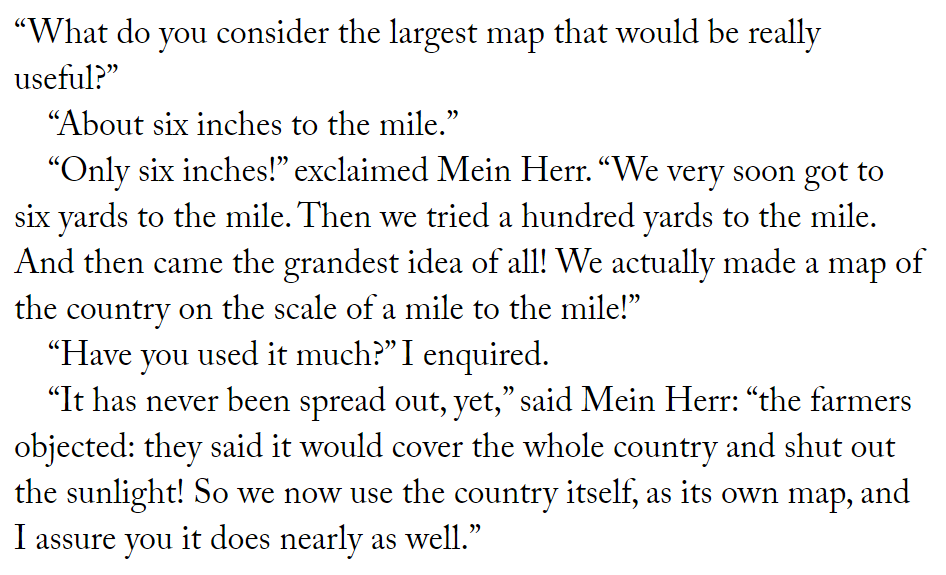 “What do you consider the largest map that would be really
useful?”
“About six inches to the mile.”
“Only six inches!” exclaimed Mein Herr. “We very soon got to
six yards to the mile. Then we tried a hundred yards to the mile.
And then came the grandest idea of all! We actually made a map of
the country on the scale of a mile to the mile!”
“Have you used it much?” I enquired.
“It has never been spread out, yet,” said Mein Herr: “the farmers
objected: they said it would cover the whole country and shut out
the sunlight! So we now use the country itself, as its own map, and
I assure you it does nearly as well.”